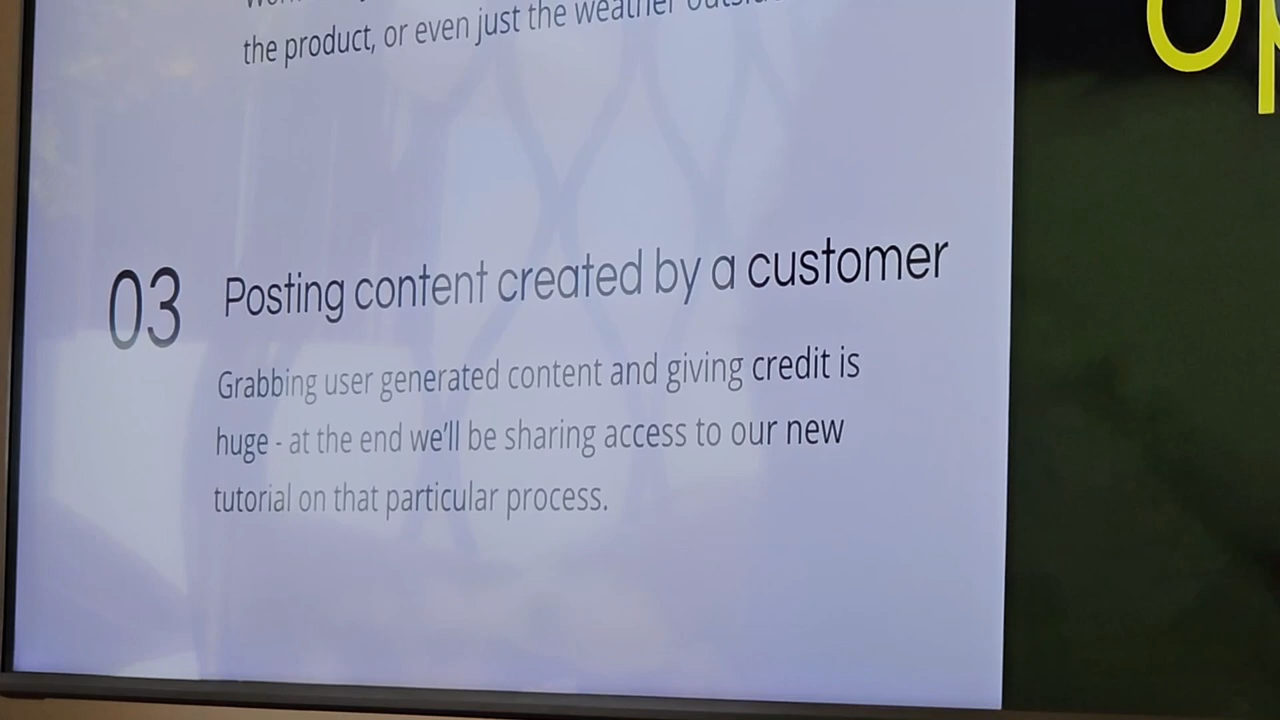 the product, or even just the weather
03 Posting content created by a customer
Grabbing user generated content and giving credit is
huge - at the end we'll be sharing access to our new
tutorial on that particular process.